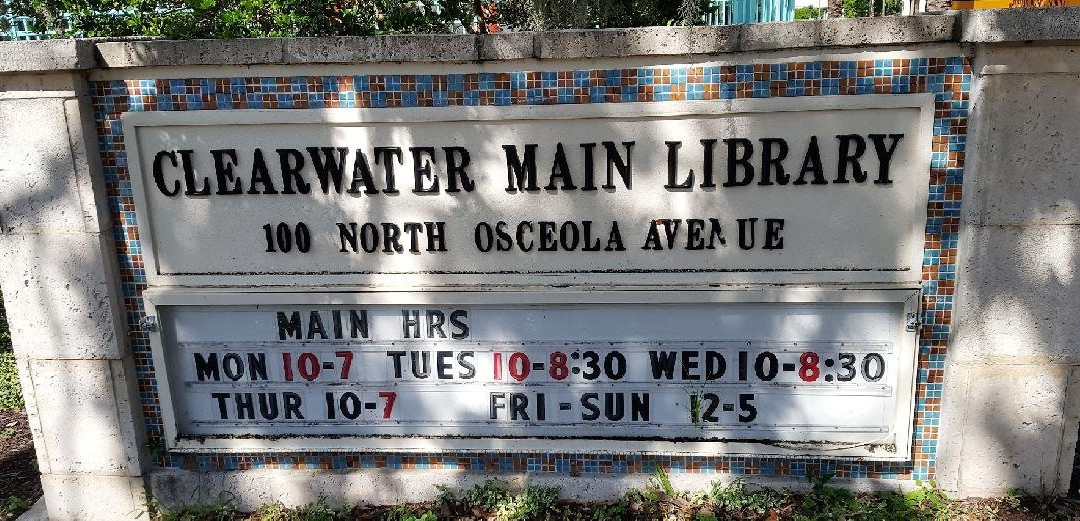 CLEARWATER MAIN LIBRARY
100 NORTH OSCEOLA AVENUE
MAIN HRS
MON 10-7 TUES 10-8:30 WED 10-8:30
THUR 10-7 FRI-SUN 2-5